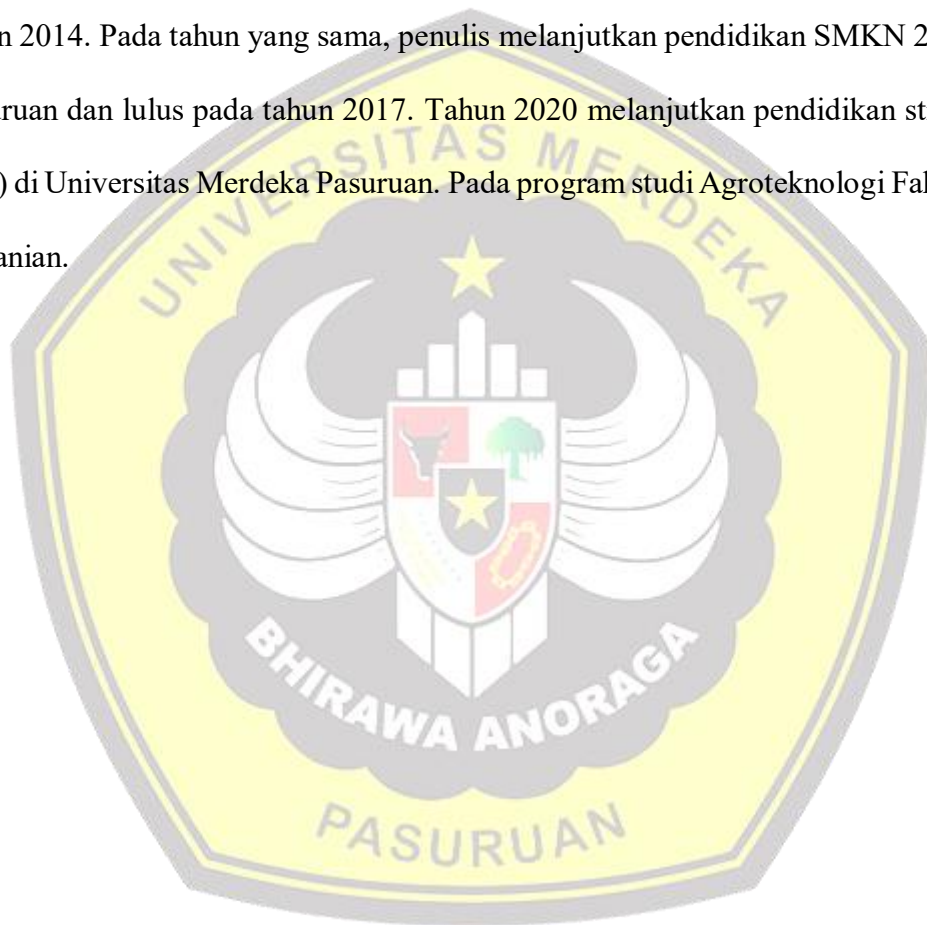 n 2014. Pada tahun yang sama, penulis melanjutkan pendidikan SMKN 2
ruan dan lulus pada tahun 2017. Tahun 2020 melanjutkan pendidikan st
) di Universitas Merdeka Pasuruan. Pada program studi Agroteknologi Fa
anian.
UNIVERSITAS MERDEKA
BHIRAWA ANORAGA
PASURUAN